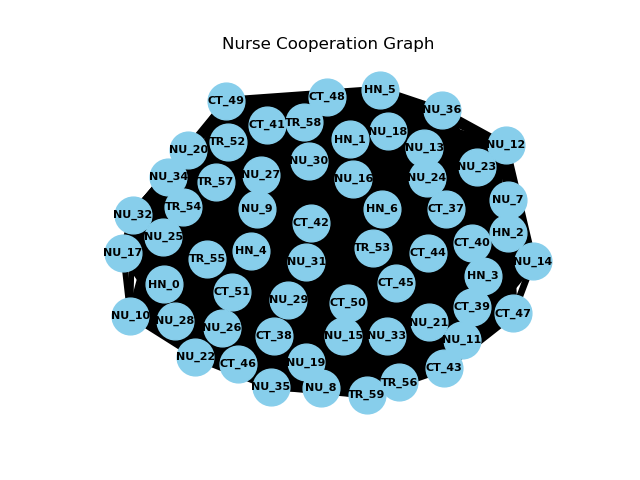 Nurse Cooperation Graph
HN_5
CT_48
CT_49
NU_36
TR_58
CT_41
NU_18
HN_1
TR_52
NU_12
NU_13
NU_20
NU_30
NU_23
NU_27
NU_34
NU_24
NU_16
TR_57
NU_7
TR_54
NU_9
HN_6
CT_37
NU_32
CT_42
HN_2
NU_25
CT_40
TR_53
HN_4
NU_17
CT_44
TR_55
NU_31
NU_14
HN_3
CT_45
HN_0
CT_51
NU_29
CT_50
CT_39
CT_47
NU_10
NU_28
NU_21
NU_26
CT_38
NU_15
NU_33
NU_11
NU_22
NU_19
CT_46
CT_43
TR_56
NU_35
NU_8
TR_59